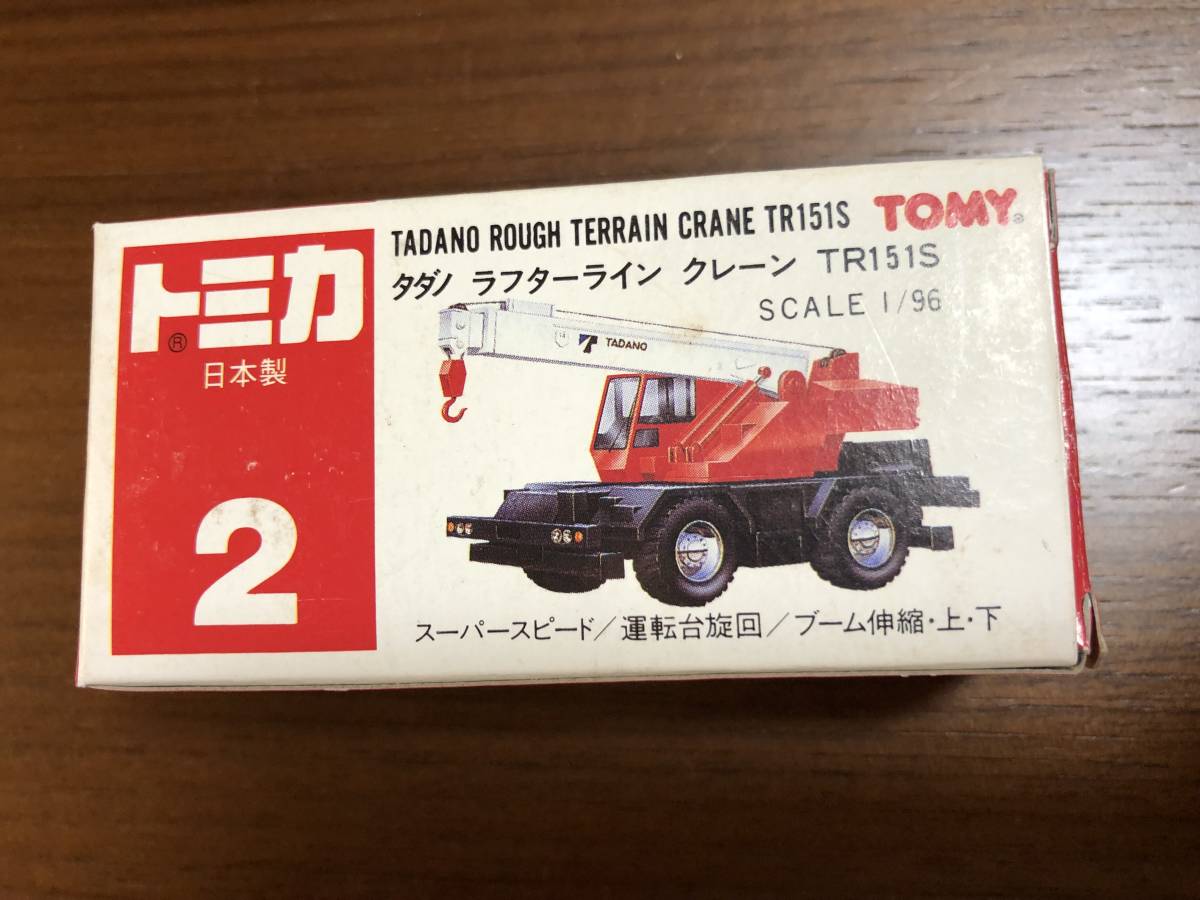 トミカ
®
日本製
2
TADANO ROUGH TERRAIN CRANE TR151S
TOMY®
タダノ ラフターライン クレーン TR151S
SCALE 1/96
TADANO
スーパースピード/運転台旋回/ブーム伸縮・上・下